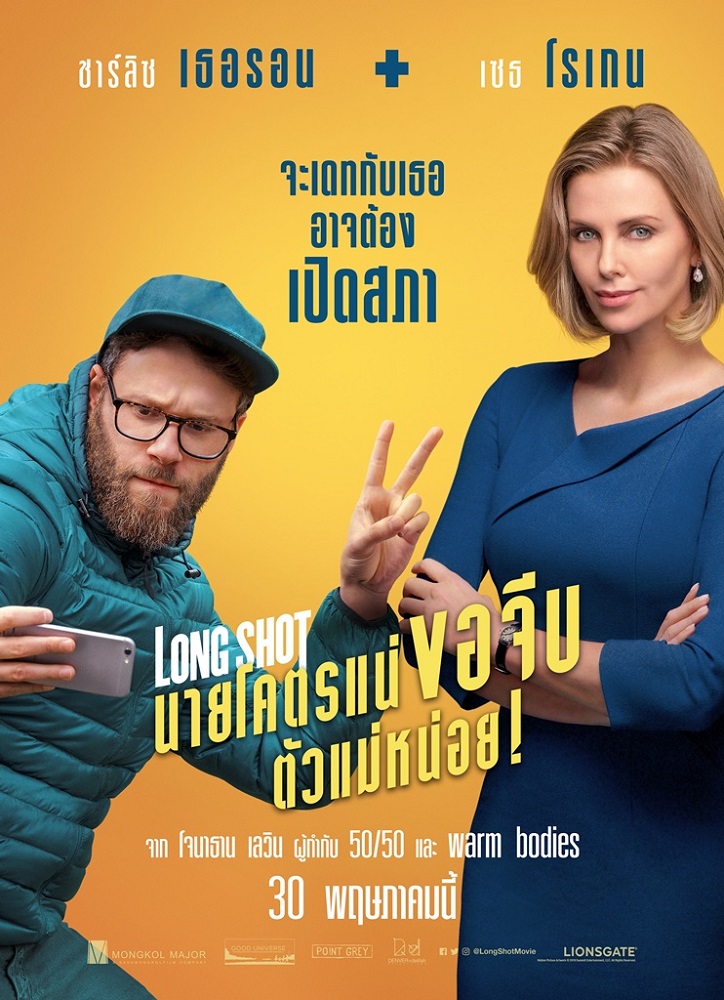 ชาร์ลิซ เธอรอน + เซธ โรเกน
จะเดทกับเธอ
อาจต้อง
เปิดสภา
LONG SHOT
นายโคตรแน่ ขอจีบ
ตัวแม่หน่อย!
จาก โจนาธาน เลวิน ผู้กำกับ 50/50 และ warm bodies
30 พฤษภาคมนี้
MONGKOL MAJOR
GOOD UNIVERSE
POINT GREY
@LongShotMovie
LIONSGATE